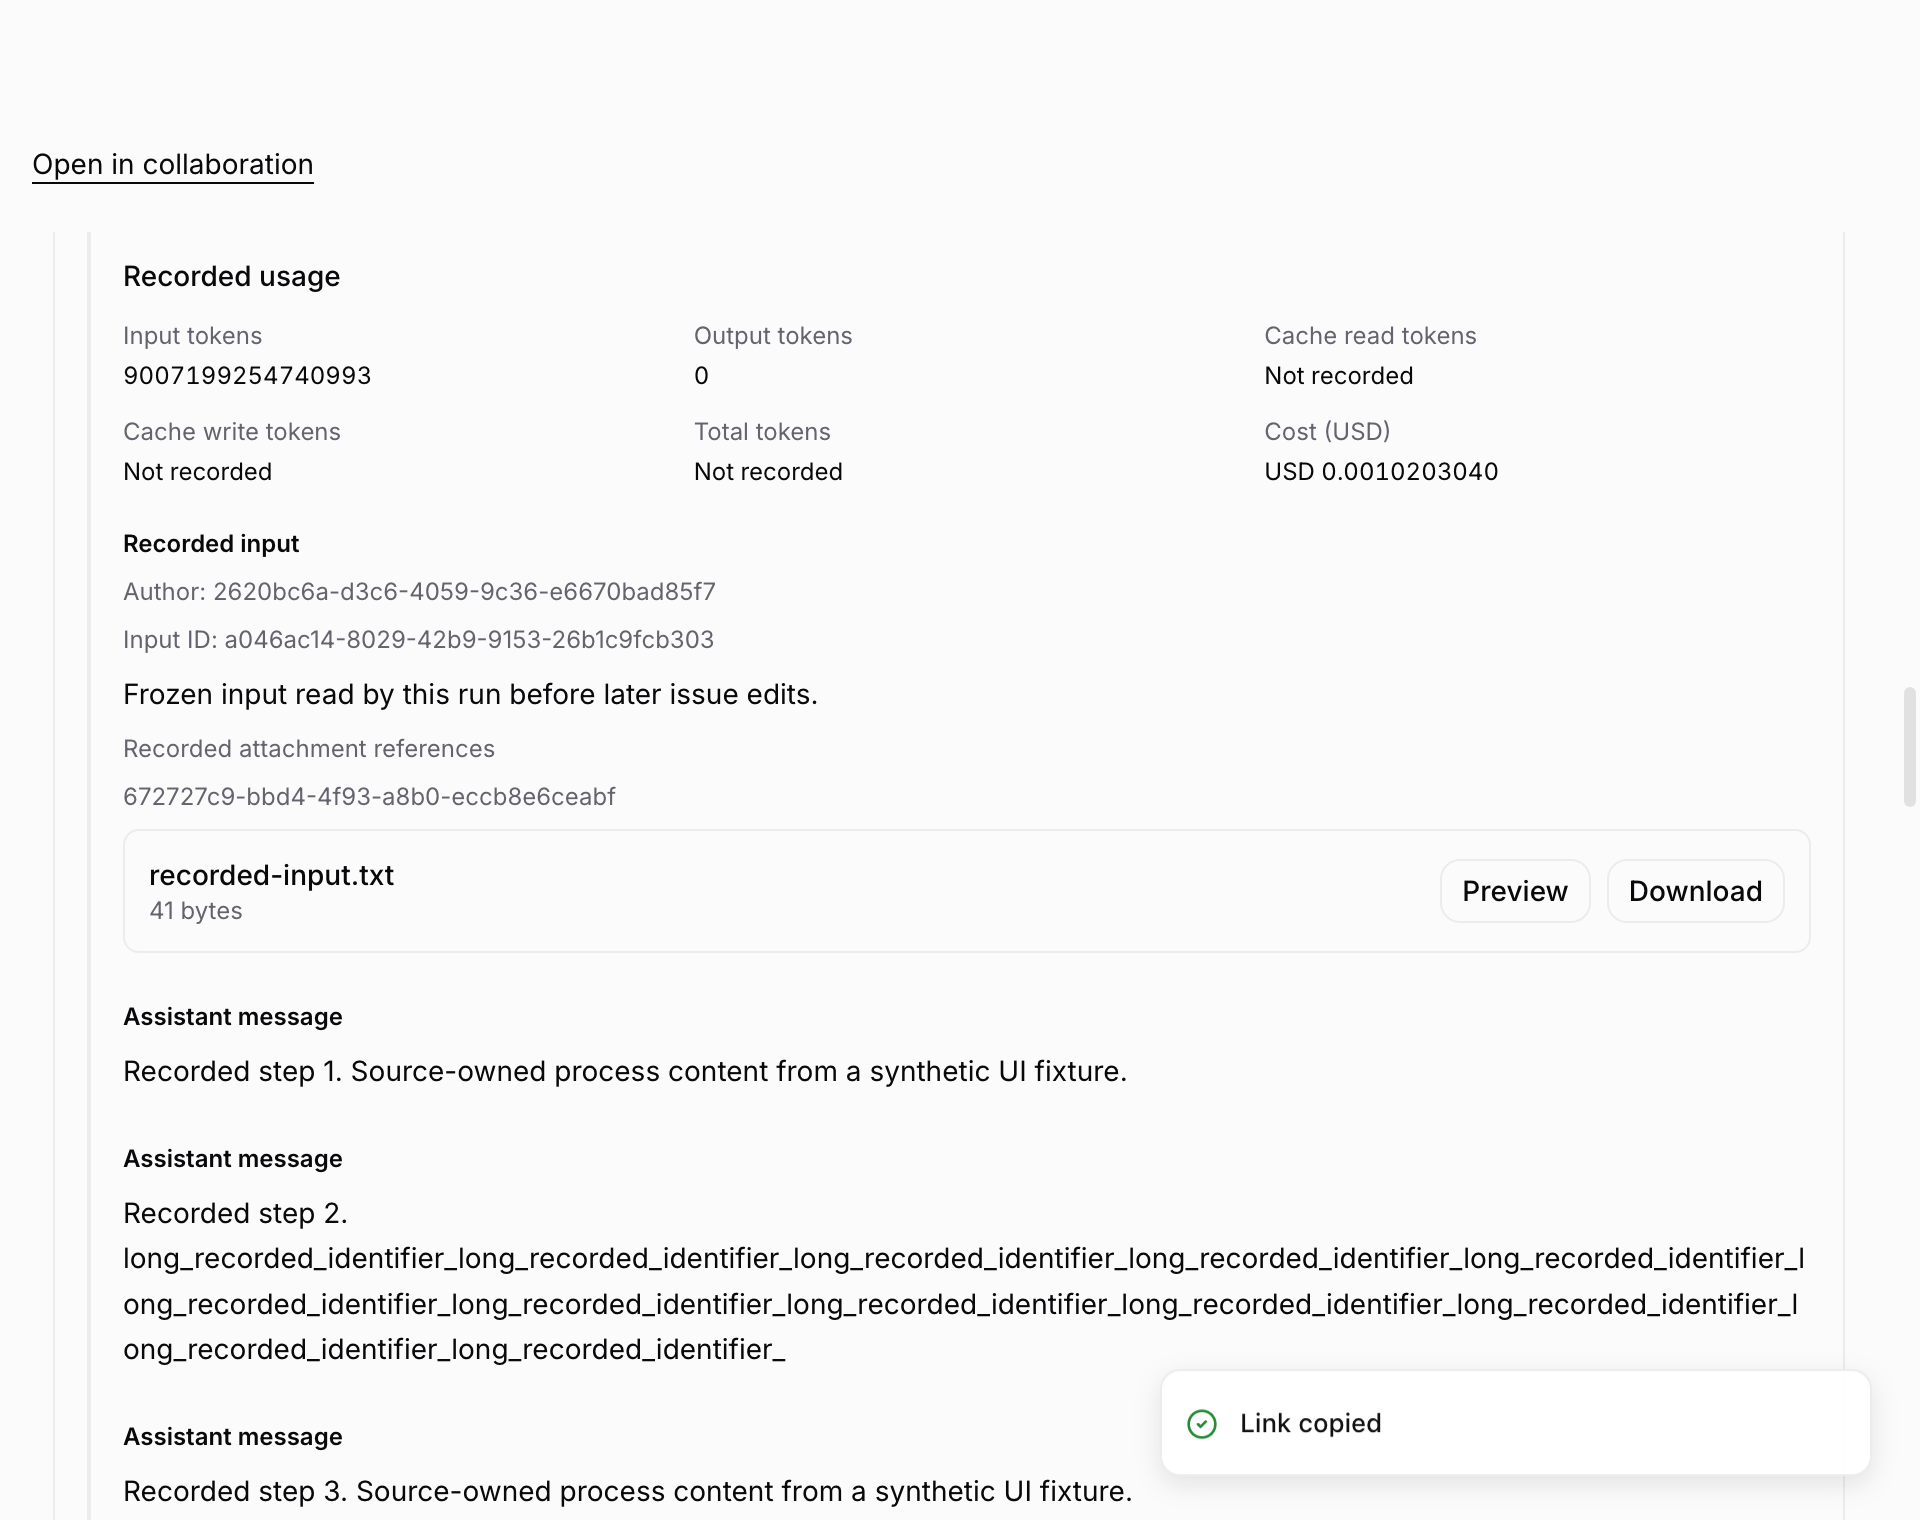 Open in collaboration
Recorded usage
Input tokens
9007199254740993
Output tokens
0
Cache read tokens
Not recorded
Cache write tokens
Not recorded
Total tokens
Not recorded
Cost (USD)
USD 0.0010203040
Recorded input
Author: 2620bc6a-d3c6-4059-9c36-e6670bad85f7
Input ID: a046ac14-8029-42b9-9153-26b1c9fcb303
Frozen input read by this run before later issue edits.
Recorded attachment references
672727c9-bbd4-4f93-a8b0-eccb8e6ceabf
recorded-input.txt
41 bytes
Preview
Download
Assistant message
Recorded step 1. Source-owned process content from a synthetic UI fixture.
Assistant message
Recorded step 2.
long_recorded_identifier_long_recorded_identifier_long_recorded_identifier_long_recorded_identifier_long_recorded_identifier_l
ong_recorded_identifier_long_recorded_identifier_long_recorded_identifier_long_recorded_identifier_long_recorded_identifier_l
ong_recorded_identifier_long_recorded_identifier_
Assistant message
Recorded step 3. Source-owned process content from a synthetic UI fixture.
Link copied